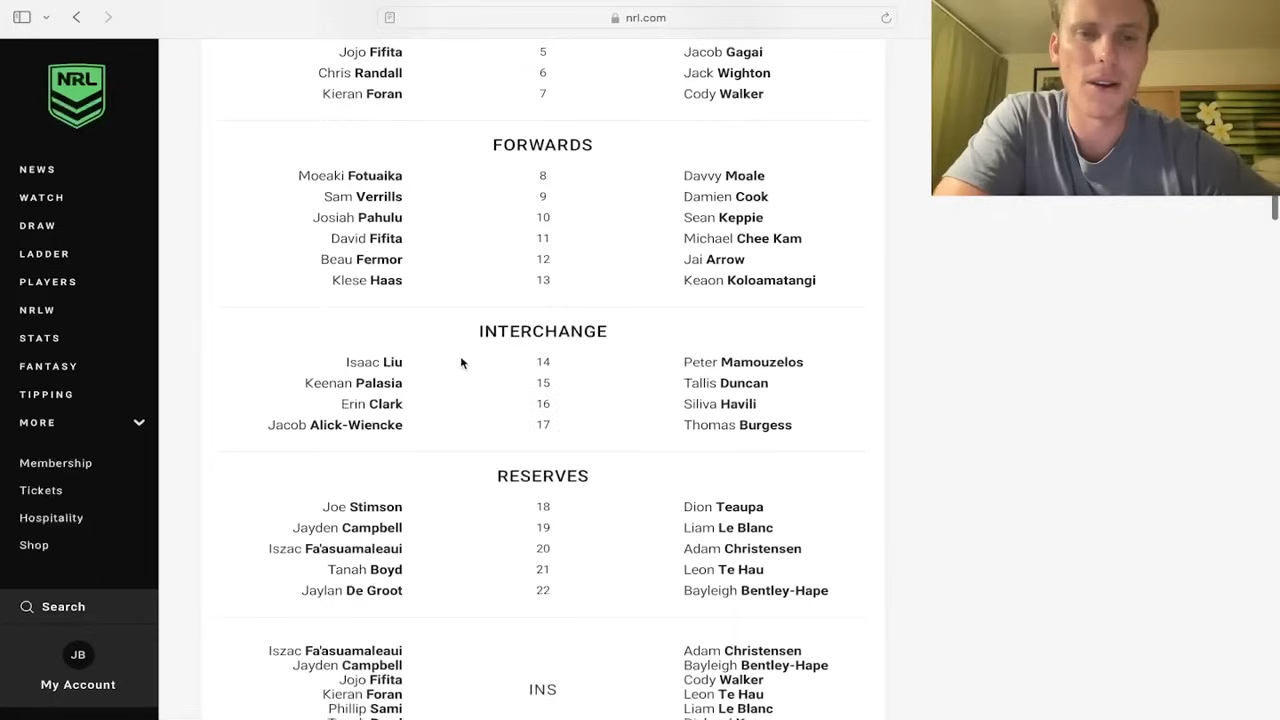 nrl.com
NRL
NEWS
WATCH
DRAW
LADDER
PLAYERS
NRLW
STATS
FANTASY
TIPPING
MORE
Membership
Tickets
Hospitality
Shop
Search
JB
My Account
Jojo Fifita 5 Jacob Gagai
Chris Randall 6 Jack Wighton
Kieran Foran 7 Cody Walker
FORWARDS
Moeaki Fotuaika 8 Davvy Moale
Sam Verrills 9 Damien Cook
Josiah Pahulu 10 Sean Keppie
David Fifita 11 Michael Chee Kam
Beau Fermor 12 Jai Arrow
Klese Haas 13 Keaon Koloamatangi
INTERCHANGE
Isaac Liu 14 Peter Mamouzelos
Keenan Palasia 15 Tallis Duncan
Erin Clark 16 Siliva Havili
Jacob Alick-Wiencke 17 Thomas Burgess
RESERVES
Joe Stimson 18 Dion Teaupa
Jayden Campbell 19 Liam Le Blanc
Iszac Fa'asuamaleaui 20 Adam Christensen
Tanah Boyd 21 Leon Te Hau
Jaylan De Groot 22 Bayleigh Bentley-Hape
Iszac Fa'asuamaleaui Adam Christensen
Jayden Campbell Bayleigh Bentley-Hape
Jojo Fifita Cody Walker
INS
Kieran Foran Leon Te Hau
Phillip Sami Liam Le Blanc